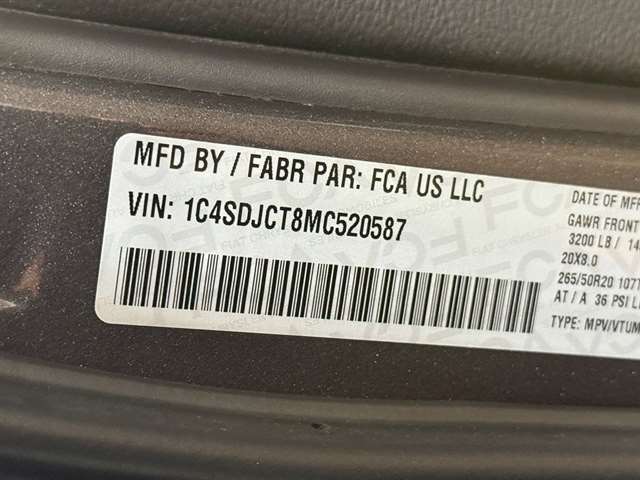 MFD BY / FABR PAR: FCA US LLC
VIN: 1C4SDJCT8MC520587
DATE OF MFR
GAWR FRONT
3200 LB / 14
20X8.0
265/50R20 107T
AT / A 36 PSI/
TYPE: MPV/VTUM